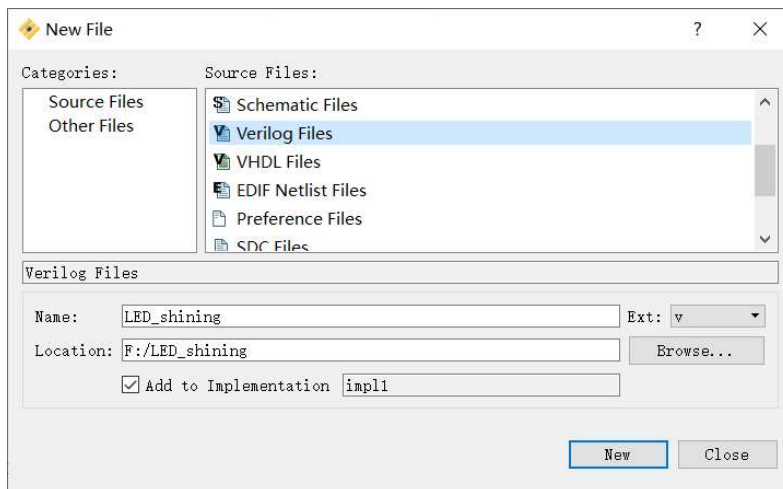 New File
Categories:
Source Files
Other Files
Source Files:
Schematic Files
Verilog Files
VHDL Files
EDIF Netlist Files
Preference Files
SDC Files
Verilog Files
Name: LED_shining Ext: v
Location: F:/LED_shining Browse...
Add to Implementation impl1
New Close